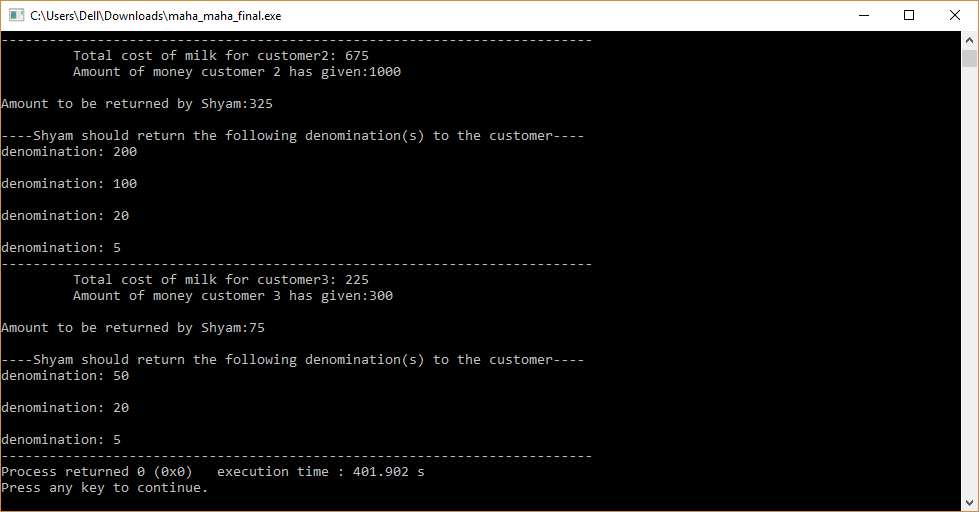 C:\Users\Dell\Downloads\maha_maha_final.exe
--------------------------------------------------------------------------
Total cost of milk for customer2: 675
Amount of money customer 2 has given:1000
Amount to be returned by Shyam:325
----Shyam should return the following denomination(s) to the customer----
denomination: 200
denomination: 100
denomination: 20
denomination: 5
--------------------------------------------------------------------------
Total cost of milk for customer3: 225
Amount of money customer 3 has given:300
Amount to be returned by Shyam:75
----Shyam should return the following denomination(s) to the customer----
denomination: 50
denomination: 20
denomination: 5
--------------------------------------------------------------------------
Process returned 0 (0x0)   execution time : 401.902 s
Press any key to continue.